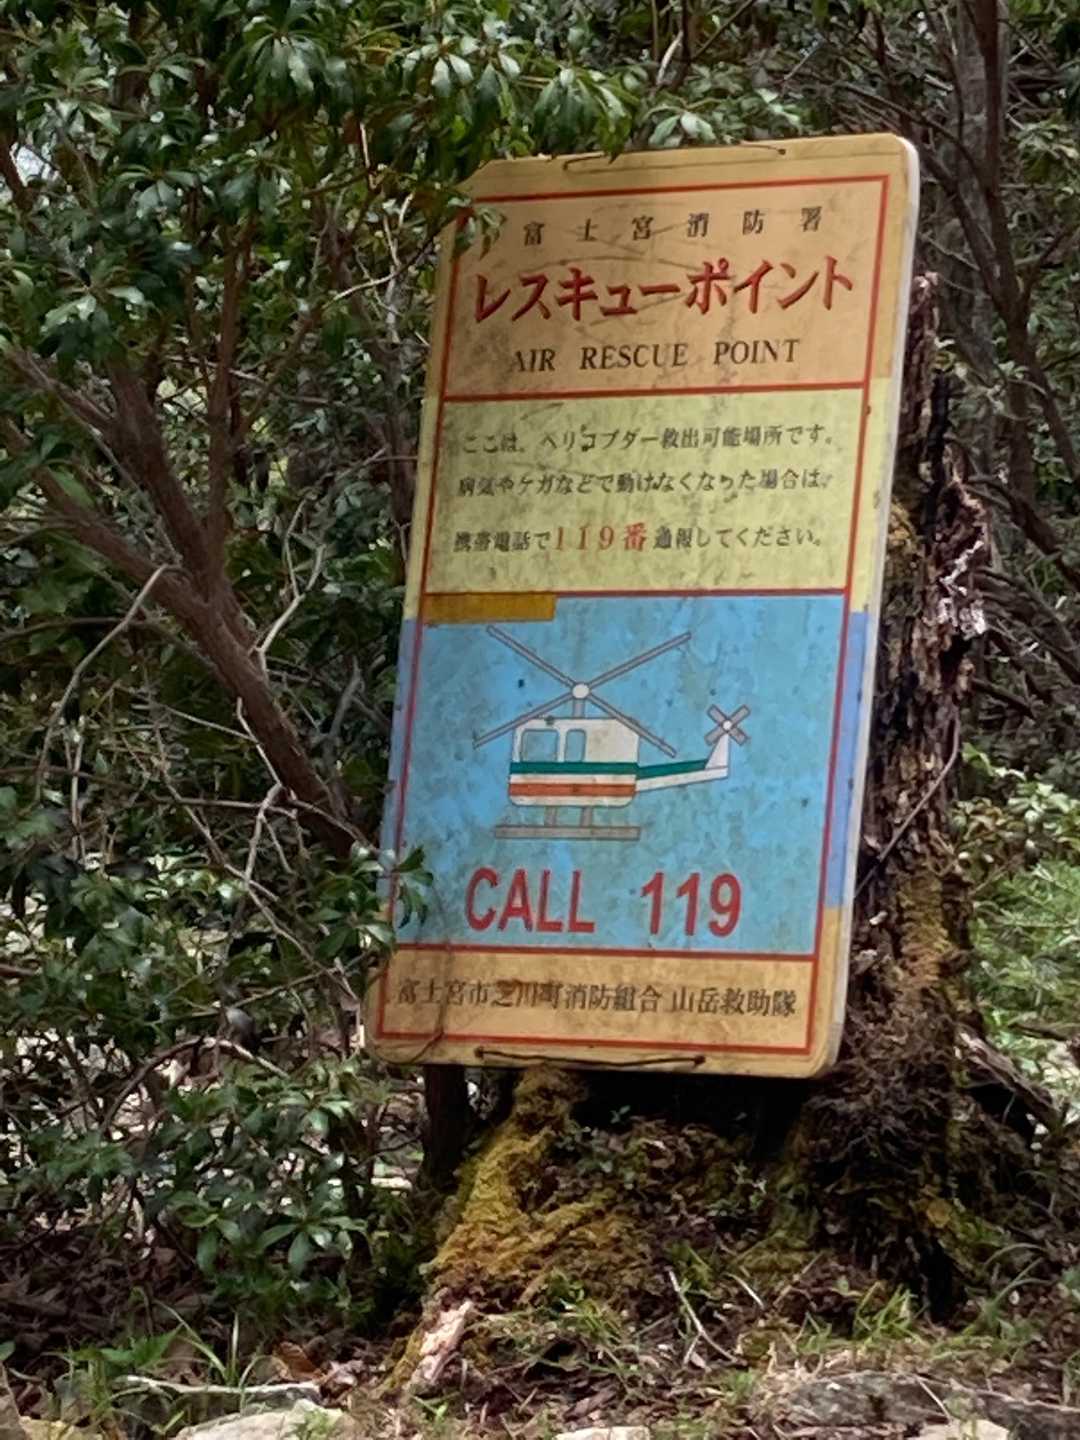 富士宮消防署
レスキューポイント
AIR RESCUE POINT
ここは、ヘリコプター救出可能場所です。
病気やケガなどで動けなくなった場合は、
携帯電話で119番通報してください。
CALL 119
富士宮市芝川町消防組合 山岳救助隊